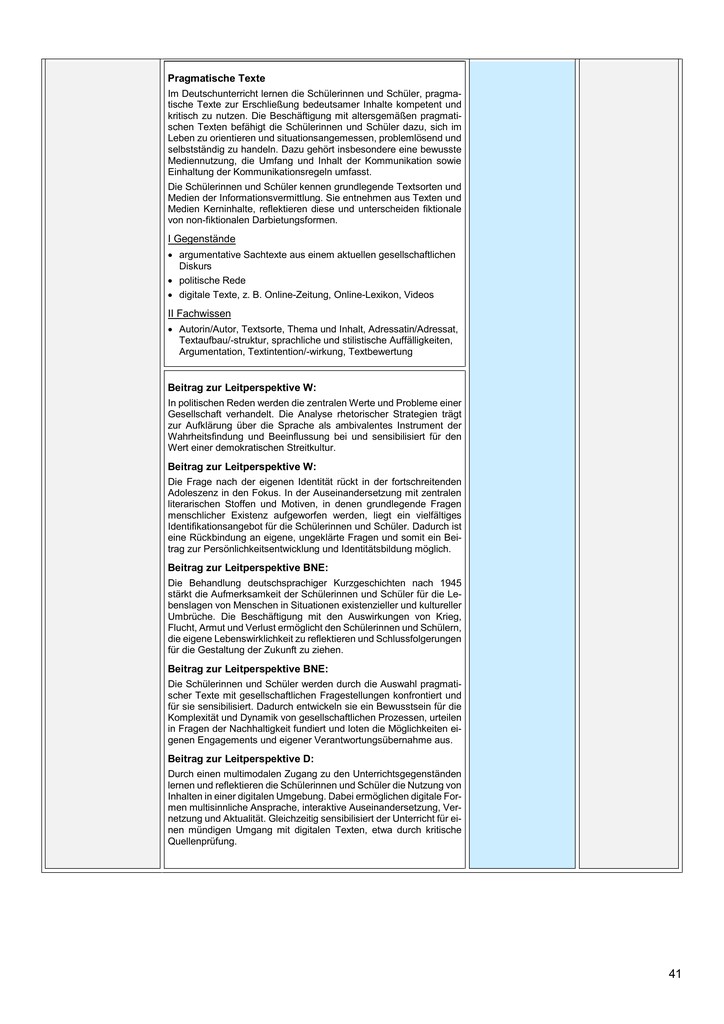 Pragmatische Texte
Im Deutschunterricht lernen die Schülerinnen und Schüler, pragma-
tische Texte zur Erschließung bedeutsamer Inhalte kompetent und
kritisch zu nutzen. Die Beschäftigung mit altersgemäßen pragmati-
schen Texten befähigt die Schülerinnen und Schüler dazu, sich im
Leben zu orientieren und situationsangemessen, problemlösend und
selbstständig zu handeln. Dazu gehört insbesondere eine bewusste
Mediennutzung, die Umfang und Inhalt der Kommunikation sowie
Einhaltung der Kommunikationsregeln umfasst.
Die Schülerinnen und Schüler kennen grundlegende Textsorten und
Medien der Informationsvermittlung. Sie entnehmen aus Texten und
Medien Kerninhalte, reflektieren diese und unterscheiden fiktionale
von non-fiktionalen Darbietungsformen.
I Gegenstände
• argumentative Sachtexte aus einem aktuellen gesellschaftlichen
Diskurs
• politische Rede
• digitale Texte, z. B. Online-Zeitung, Online-Lexikon, Videos
II Fachwissen
• Autorin/Autor, Textsorte, Thema und Inhalt, Adressatin/Adressat,
Textaufbau/-struktur, sprachliche und stilistische Auffälligkeiten,
Argumentation, Textintention/-wirkung, Textbewertung
Beitrag zur Leitperspektive W:
In politischen Reden werden die zentralen Werte und Probleme einer
Gesellschaft verhandelt. Die Analyse rhetorischer Strategien trägt
zur Aufklärung über die Sprache als ambivalentes Instrument der
Wahrheitsfindung und Beeinflussung bei und sensibilisiert für den
Wert einer demokratischen Streitkultur.
Beitrag zur Leitperspektive W:
Die Frage nach der eigenen Identität rückt in der fortschreitenden
Adoleszenz in den Fokus. In der Auseinandersetzung mit zentralen
literarischen Stoffen und Motiven, in denen grundlegende Fragen
menschlicher Existenz aufgeworfen werden, liegt ein vielfältiges
Identifikationsangebot für die Schülerinnen und Schüler. Dadurch ist
eine Rückbindung an eigene, ungeklärte Fragen und somit ein Bei-
trag zur Persönlichkeitsentwicklung und Identitätsbildung möglich.
Beitrag zur Leitperspektive BNE:
Die Behandlung deutschsprachiger Kurzgeschichten nach 1945
stärkt die Aufmerksamkeit der Schülerinnen und Schüler für die Le-
benslagen von Menschen in Situationen existenzieller und kultureller
Umbrüche. Die Beschäftigung mit den Auswirkungen von Krieg,
Flucht, Armut und Verlust ermöglicht den Schülerinnen und Schülern,
die eigene Lebenswirklichkeit zu reflektieren und Schlussfolgerungen
für die Gestaltung der Zukunft zu ziehen.
Beitrag zur Leitperspektive BNE:
Die Schülerinnen und Schüler werden durch die Auswahl pragmati-
scher Texte mit gesellschaftlichen Fragestellungen konfrontiert und
für sie sensibilisiert. Dadurch entwickeln sie ein Bewusstsein für die
Komplexität und Dynamik von gesellschaftlichen Prozessen, urteilen
in Fragen der Nachhaltigkeit fundiert und loten die Möglichkeiten ei-
genen Engagements und eigener Verantwortungsübernahme aus.
Beitrag zur Leitperspektive D:
Durch einen multimodalen Zugang zu den Unterrichtsgegenständen
lernen und reflektieren die Schülerinnen und Schüler die Nutzung von
Inhalten in einer digitalen Umgebung. Dabei ermöglichen digitale For-
men multisinnliche Ansprache, interaktive Auseinandersetzung, Ver-
netzung und Aktualität. Gleichzeitig sensibilisiert der Unterricht für ei-
nen mündigen Umgang mit digitalen Texten, etwa durch kritische
Quellenprüfung.
41